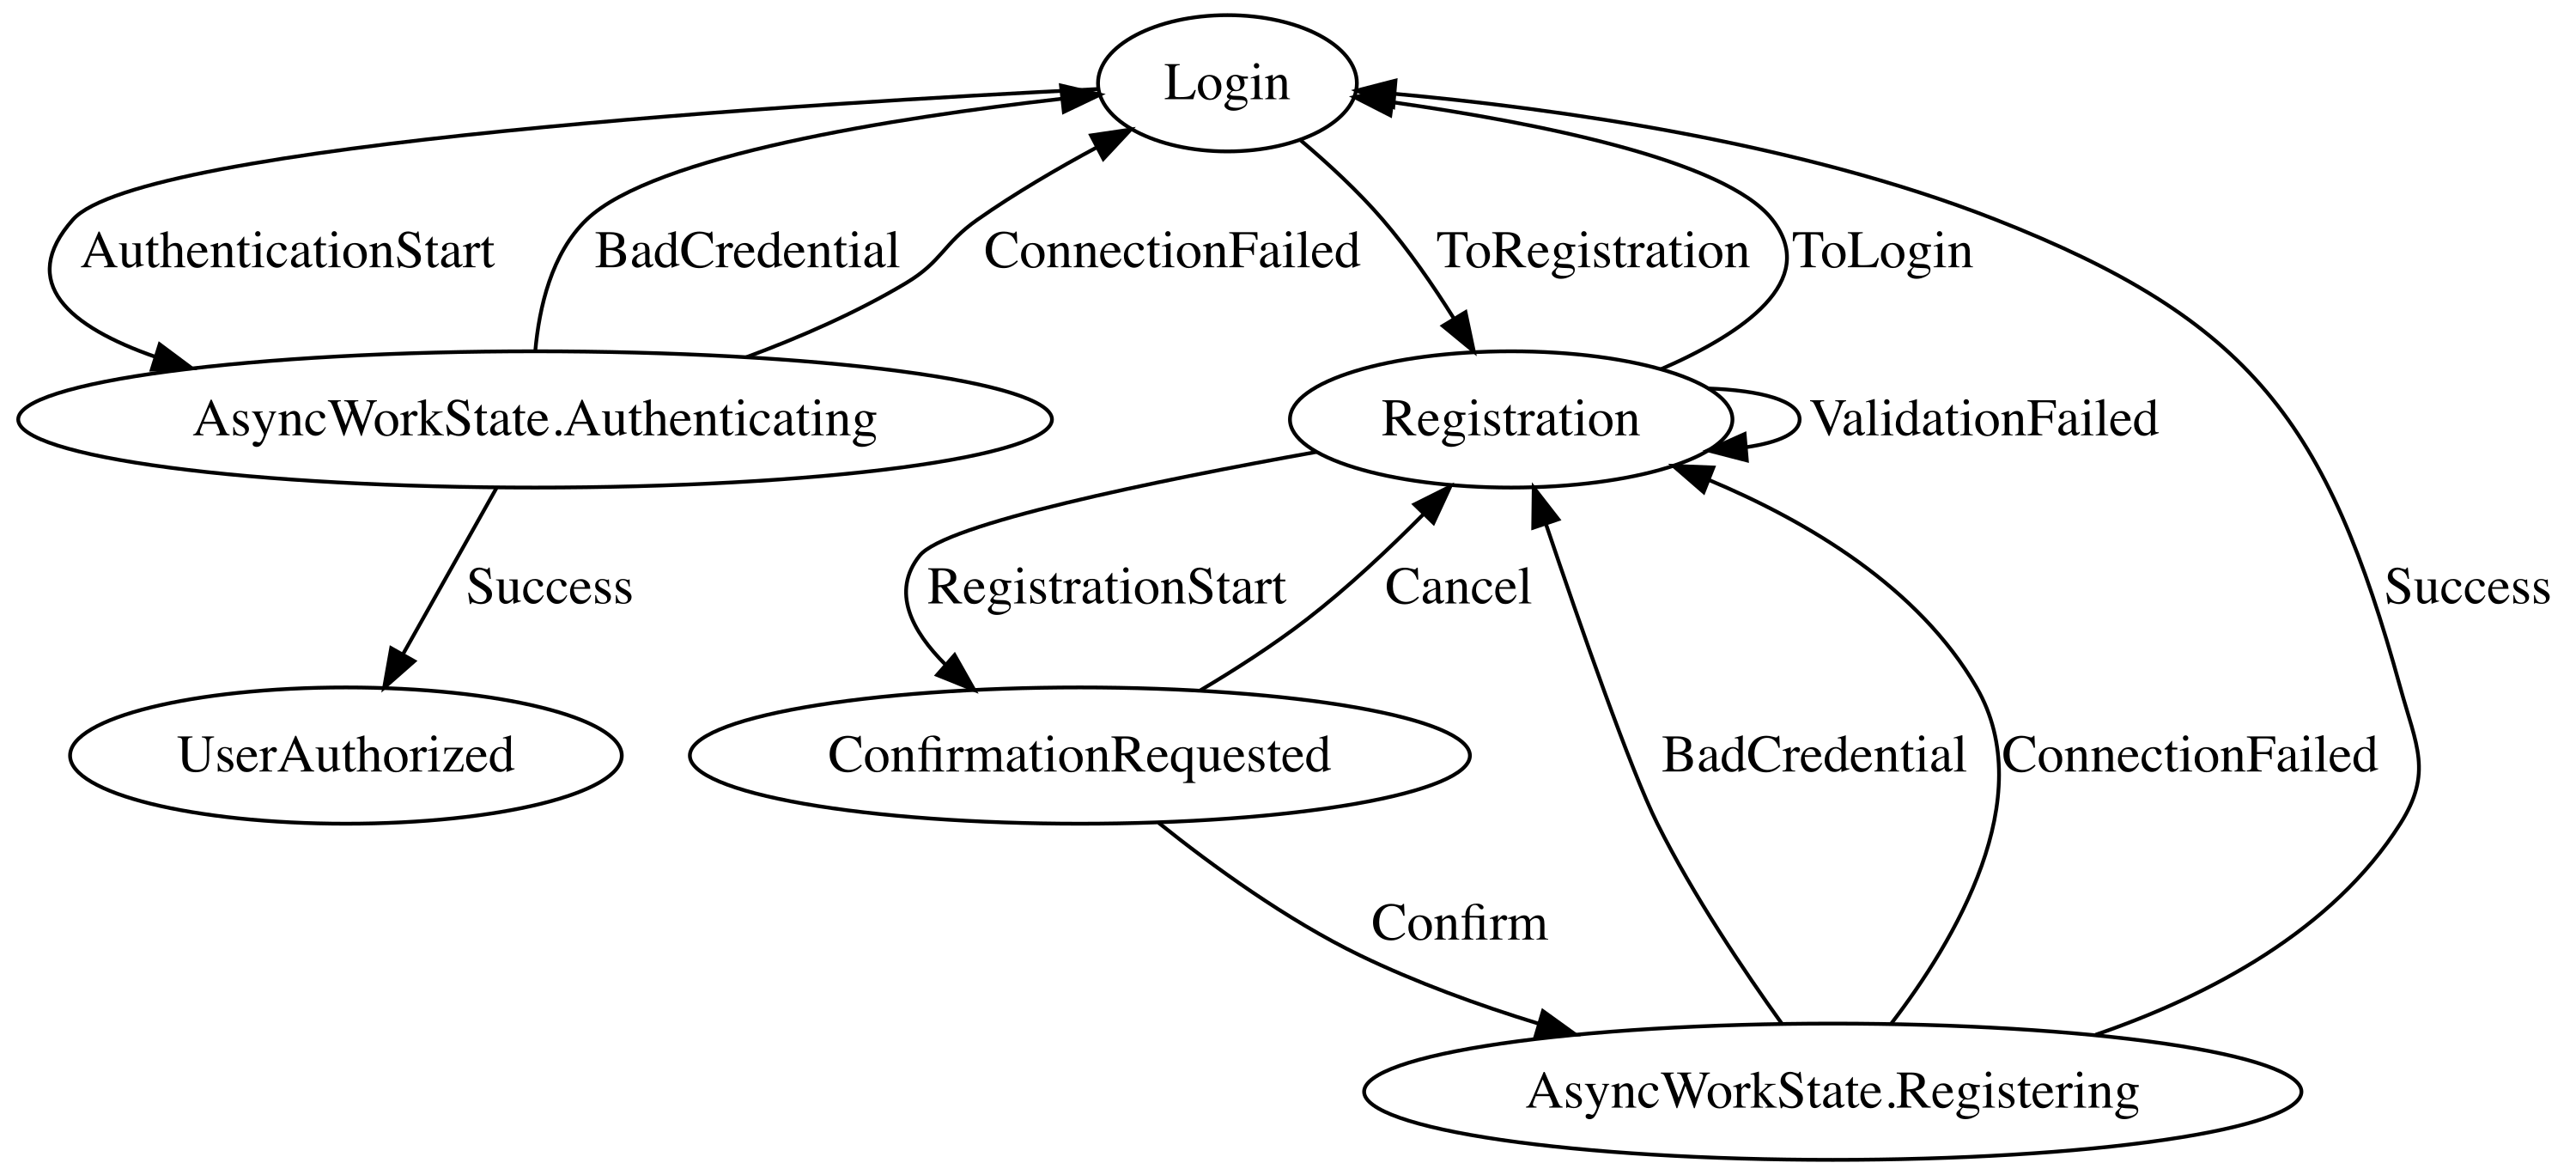 Login
AuthenticationStart
BadCredential
ConnectionFailed
ToRegistration
ToLogin
AsyncWorkState.Authenticating
Registration
ValidationFailed
Success
RegistrationStart
Cancel
Success
UserAuthorized
ConfirmationRequested
BadCredential
ConnectionFailed
Confirm
AsyncWorkState.Registering